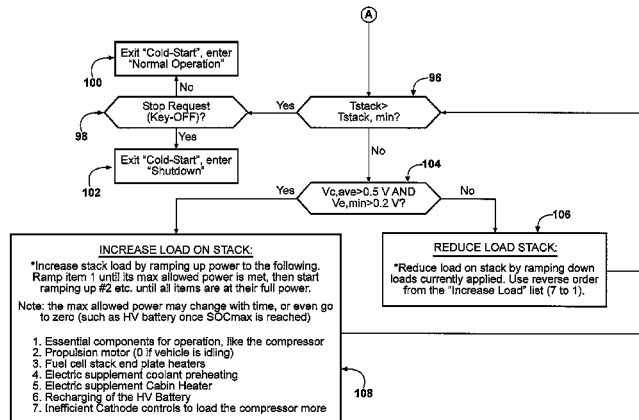 A
Exit "Cold-Start", enter
"Normal Operation"
100
96
No
Stop Request
(Key-OFF)?
Yes
Tstack>
Tstack, min?
98
Yes
No
104
Exit "Cold-Start", enter
"Shutdown"
102
Yes
Vc,ave>0.5 V AND
Ve,min>0.2 V?
No
106
INCREASE LOAD ON STACK:
*Increase stack load by ramping up power to the following.
Ramp item 1 until its max allowed power is met, then start
ramping up #2 etc. until all items are at their full power.
Note: the max allowed power may change with time, or even go
to zero (such as HV battery once SOCmax is reached)
1. Essential components for operation, like the compressor
2. Propulsion motor (0 if vehicle is idling)
3. Fuel cell stack end plate heaters
4. Electric supplement coolant preheating
5. Electric supplement Cabin Heater
6. Recharging of the HV Battery
7. Inefficient Cathode controls to load the compressor more
REDUCE LOAD STACK:
*Reduce load on stack by ramping down
loads currently applied. Use reverse order
from the "Increase Load" list (7 to 1).
108